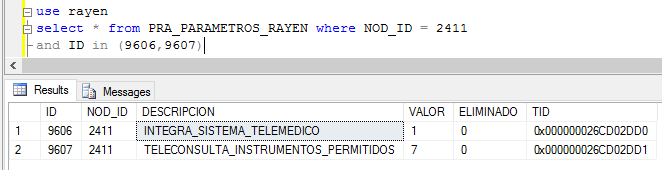 use rayen
select * from PRA_PARAMETROS_RAYEN where NOD_ID = 2411
and ID in (9606,9607)
Results Messages
ID NOD_ID DESCRIPCION VALOR ELIMINADO TID
1 9606 2411 INTEGRA_SISTEMA_TELEMEDICO 1 0 0x000000026CD02DD0
2 9607 2411 TELECONSULTA_INSTRUMENTOS_PERMITIDOS 7 0 0x000000026CD02DD1